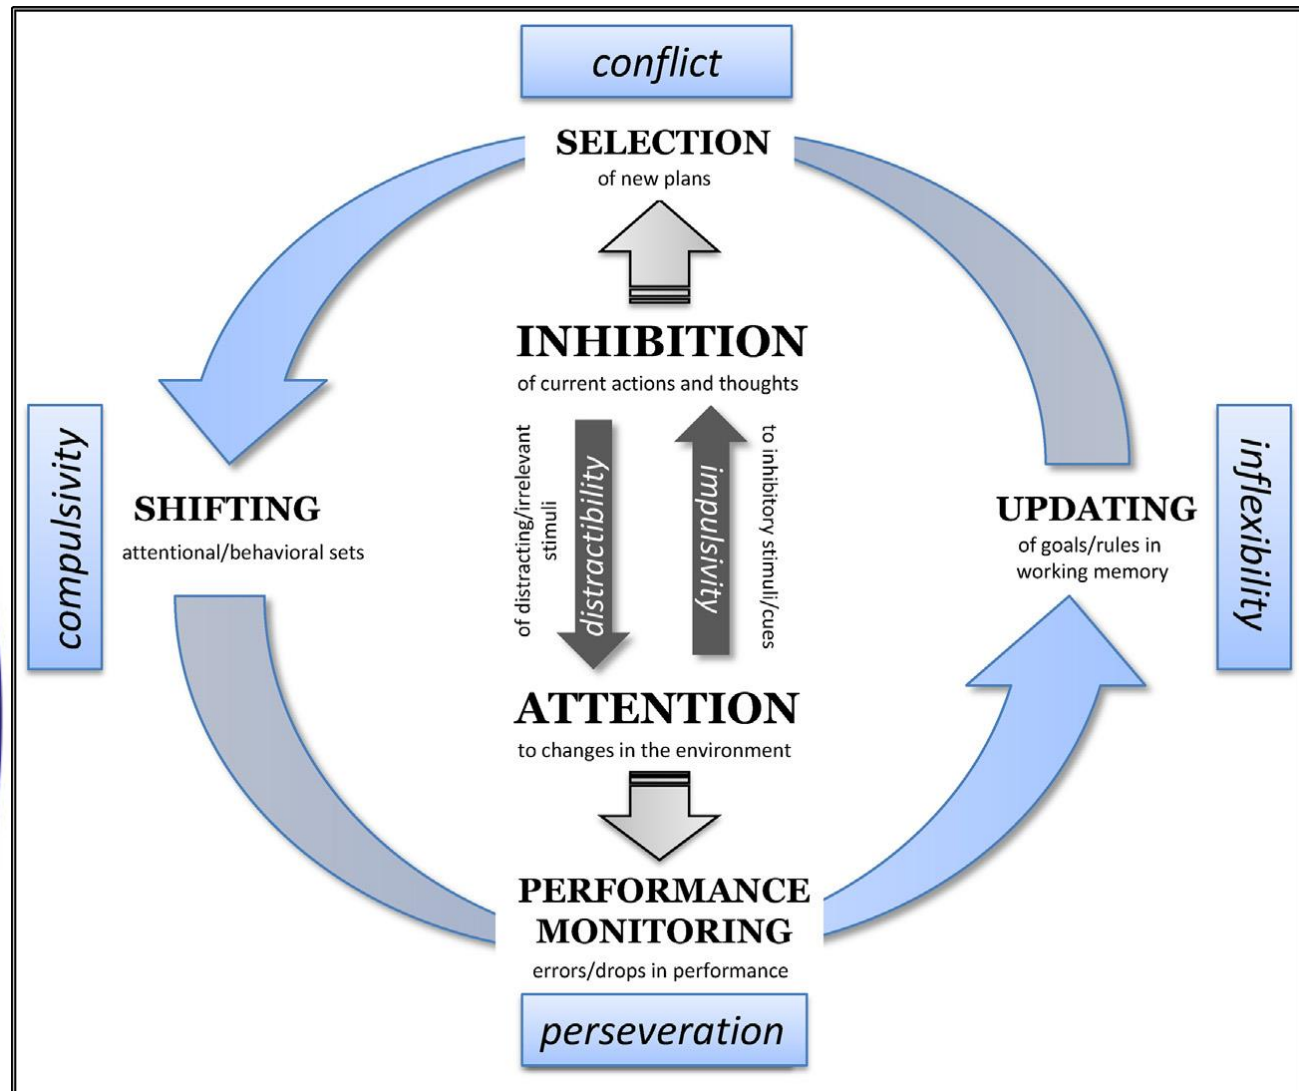 conflict
SELECTION
of new plans
INHIBITION
of current actions and thoughts
of distracting/irrelevant
stimuli
distractibility
impulsivity
to inhibitory stimuli/cues
compulsivity
SHIFTING
attentional/behavioral sets
UPDATING
of goals/rules in
working memory
inflexibility
ATTENTION
to changes in the environment
PERFORMANCE
MONITORING
errors/drops in performance
perseveration